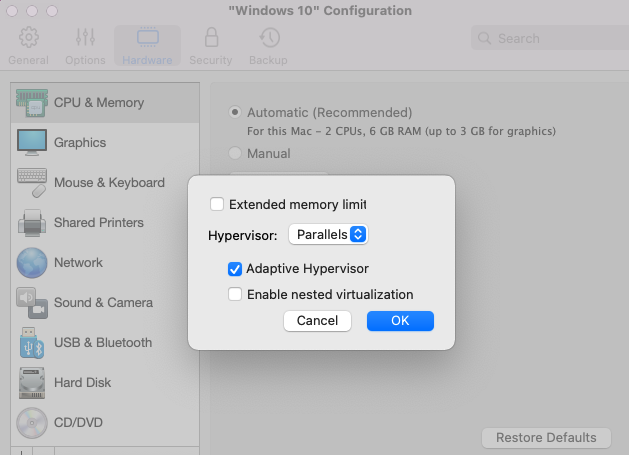 "Windows 10" Configuration
General
Options
Hardware
Security
Backup
Search
CPU & Memory
Graphics
Mouse & Keyboard
Shared Printers
Network
Sound & Camera
USB & Bluetooth
Hard Disk
CD/DVD
Automatic (Recommended)
For this Mac – 2 CPUs, 6 GB RAM (up to 3 GB for graphics)
Manual
Extended memory limit
Hypervisor: Parallels
Adaptive Hypervisor
Enable nested virtualization
Cancel OK
Restore Defaults